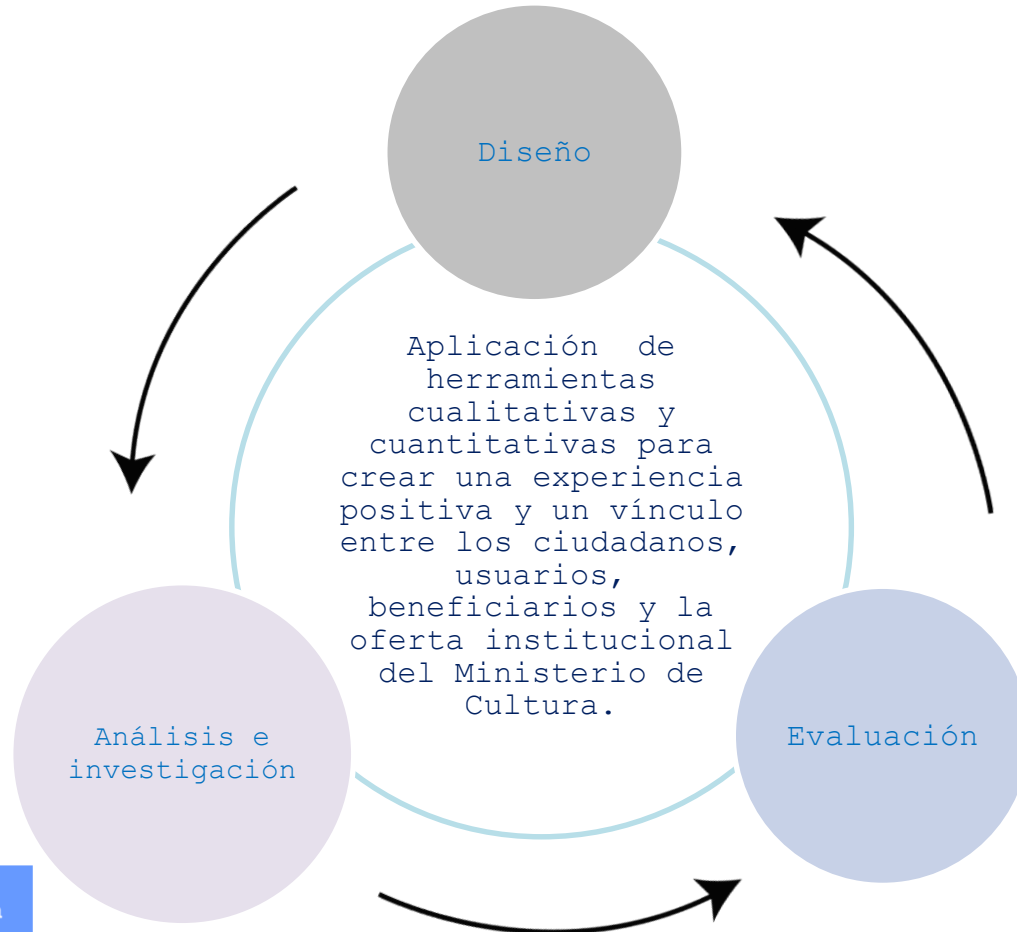 Diseño
Aplicación de
herramientas
cualitativas y
cuantitativas para
crear una experiencia
positiva y un vínculo
entre los ciudadanos,
usuarios,
beneficiarios y la
oferta institucional
del Ministerio de
Cultura.
Análisis e
investigación
Evaluación